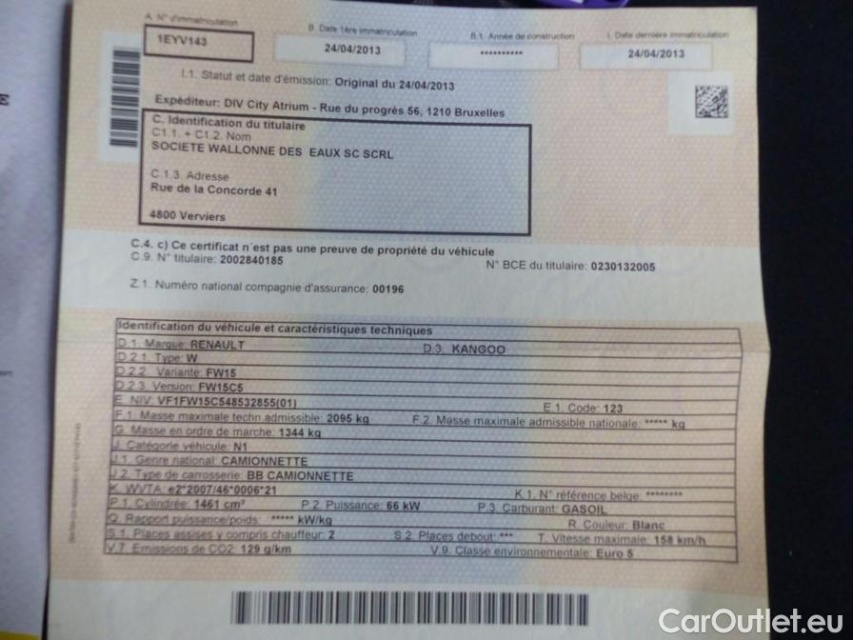 A. N° d'immatriculation
1EYV143
B. Date 1ère immatriculation
24/04/2013
B.1. Année de construction
**********
I. Date dernière immatriculation
24/04/2013
I.1. Statut et date d'émission: Original du 24/04/2013
Expéditeur: DIV City Atrium - Rue du progrès 56, 1210 Bruxelles
C. Identification du titulaire
C1.1. + C1.2. Nom
SOCIETE WALLONNE DES EAUX SC SCRL
C.1.3. Adresse
Rue de la Concorde 41
4800 Verviers
C.4. c) Ce certificat n'est pas une preuve de propriété du véhicule
C.9. N° titulaire: 2002840185 N° BCE du titulaire: 0230132005
Z.1. Numéro national compagnie d'assurance: 00196
Identification du véhicule et caractéristiques techniques
D.1. Marque: RENAULT D.3. KANGOO
D.2.1. Type: W
D.2.2. Variante: FW15
D.2.3. Version: FW15C5
E. NIV: VF1FW15C548532855(01) E.1. Code: 123
F.1. Masse maximale techn.admissible: 2095 kg F.2. Masse maximale admissible nationale: ***** kg
G. Masse en ordre de marche: 1344 kg
J. Catégorie véhicule: N1
J.1. Genre national: CAMIONNETTE
J.2. Type de carrosserie: BB CAMIONNETTE
K. WVTA: e2*2007/46*0006*21 K.1. N° référence belge: ********
P.1. Cylindrée: 1461 cm³ P.2. Puissance: 66 kW P.3. Carburant: GASOIL
Q. Rapport puissance/poids: ***** kW/kg R. Couleur: Blanc
S.1. Places assises y compris chauffeur: 2 S.2. Places debout: *** T. Vitesse maximale: 158 km/h
V.7. Emissions de CO2: 129 g/km V.9. Classe environnementale: Euro 5
CarOutlet.eu